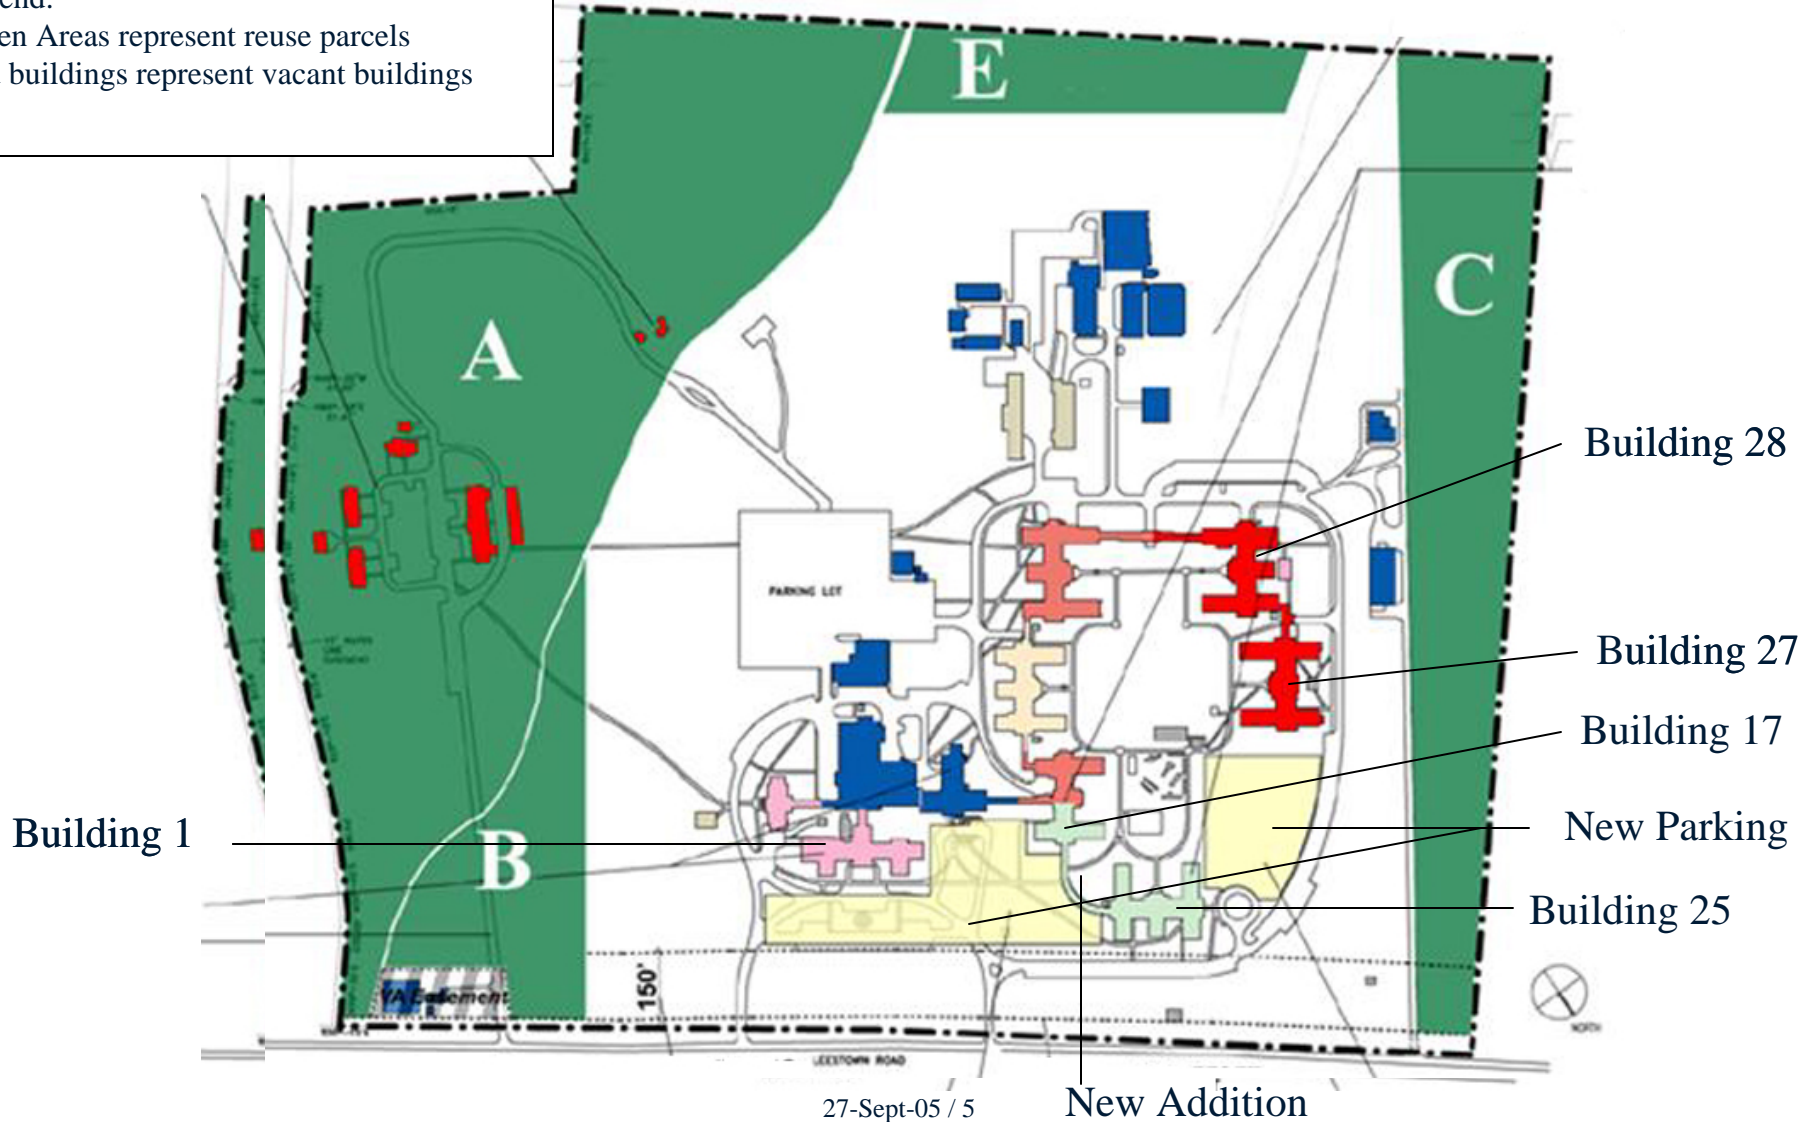 en Areas represent reuse parcels
buildings represent vacant buildings
E
C
A
Building 28
PARKING LOT
Building 27
Building 17
New Parking
Building 1
B
Building 25
150'
VA Easement
NORTH
LEESTOWN ROAD
27-Sept-05 / 5
New Addition